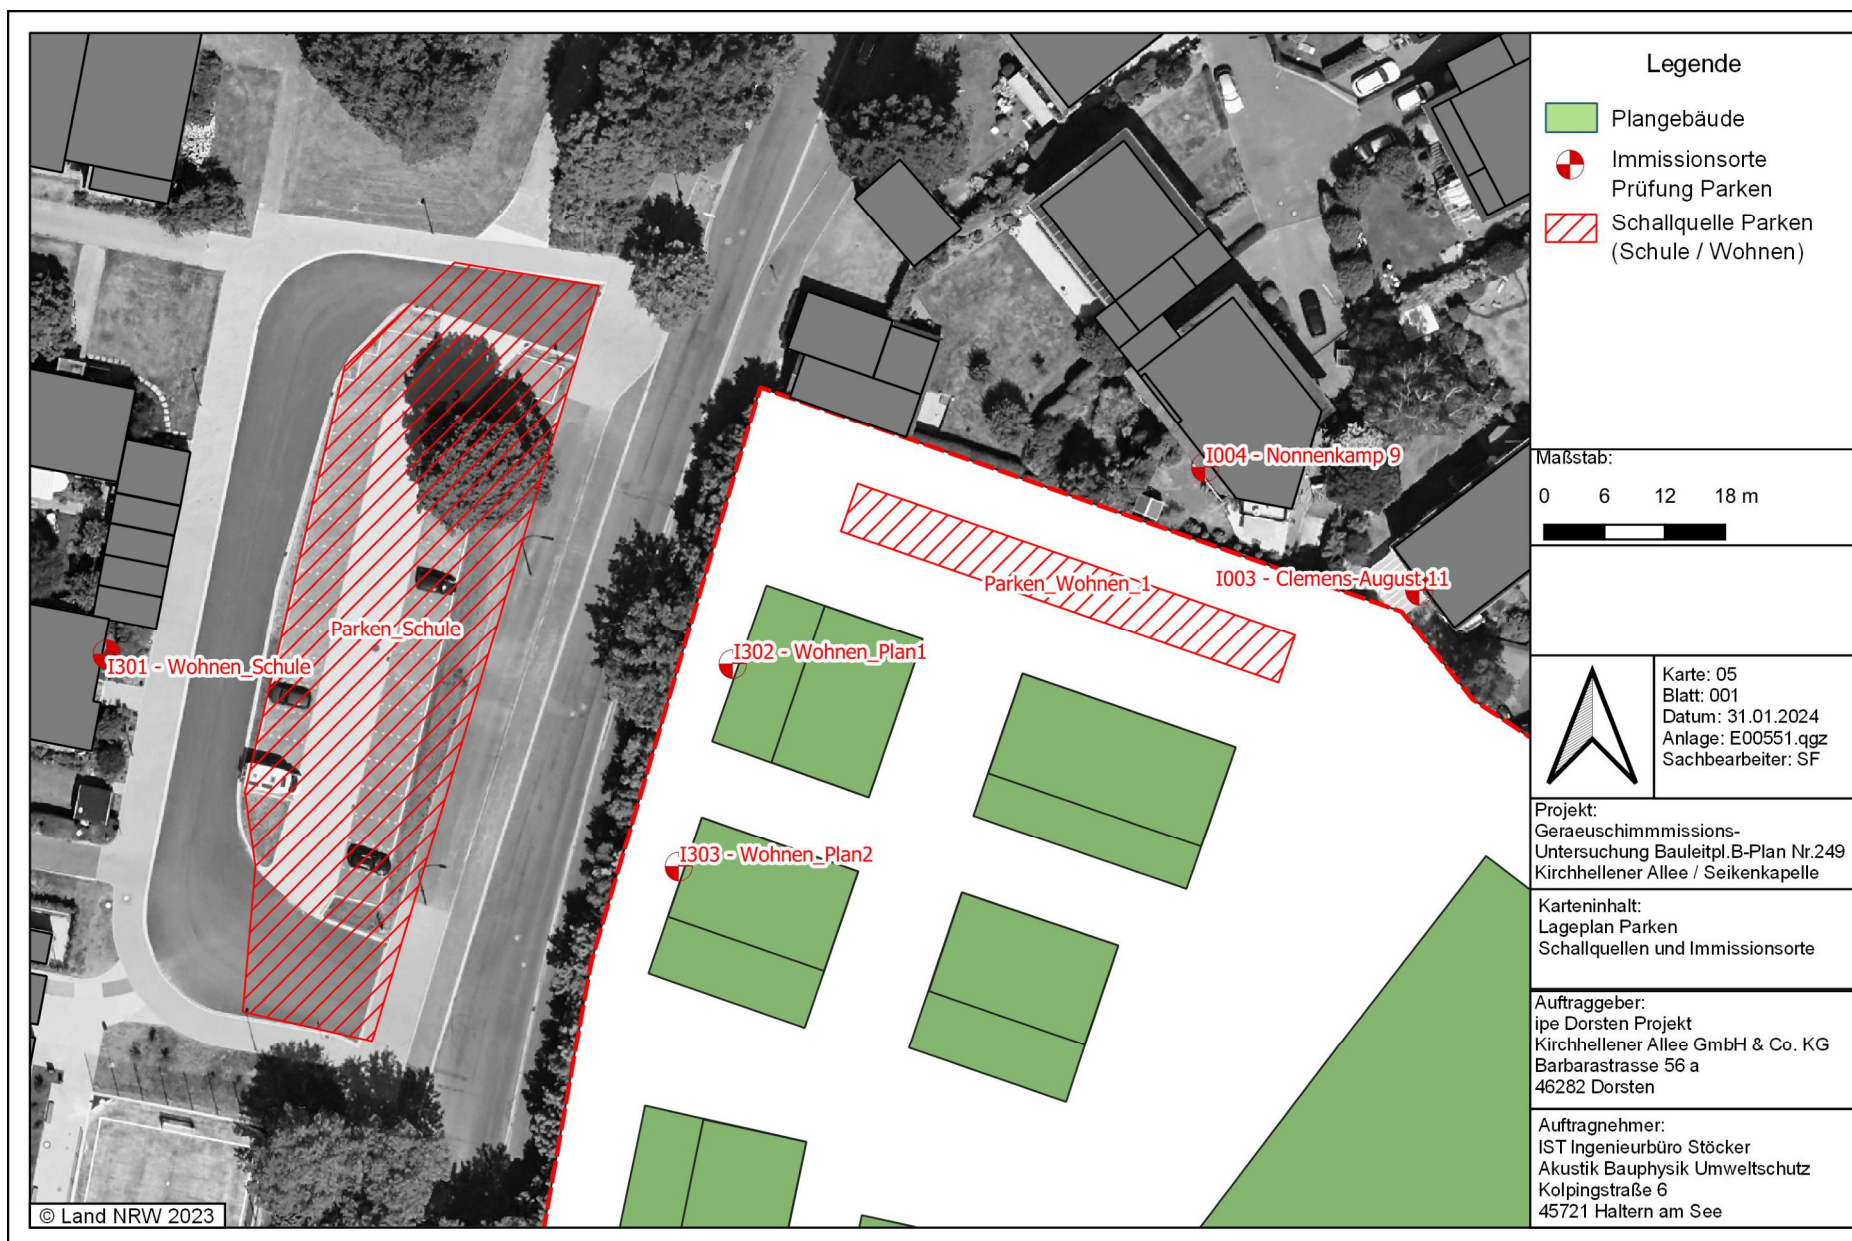 Legende
Plangebäude
Immissionsorte
Prüfung Parken
Schallquelle Parken
(Schule / Wohnen)
Maßstab:
0 6 12 18 m
Karte: 05
Blatt: 001
Datum: 31.01.2024
Anlage: E00551.qgz
Sachbearbeiter: SF
Projekt:
Geraeuschimmmissions-
Untersuchung Bauleitpl.B-Plan Nr.249
Kirchhellener Allee / Seikenkapelle
Karteninhalt:
Lageplan Parken
Schallquellen und Immissionsorte
Auftraggeber:
ipe Dorsten Projekt
Kirchhellener Allee GmbH & Co. KG
Barbarastrasse 56 a
46282 Dorsten
Auftragnehmer:
IST Ingenieurbüro Stöcker
Akustik Bauphysik Umweltschutz
Kolpingstraße 6
45721 Haltern am See
I004 - Nonnenkamp 9
I003 - Clemens-August 11
Parken_Wohnen_1
Parken_Schule
I301 - Wohnen_Schule
I302 - Wohnen_Plan1
I303 - Wohnen_Plan2
© Land NRW 2023